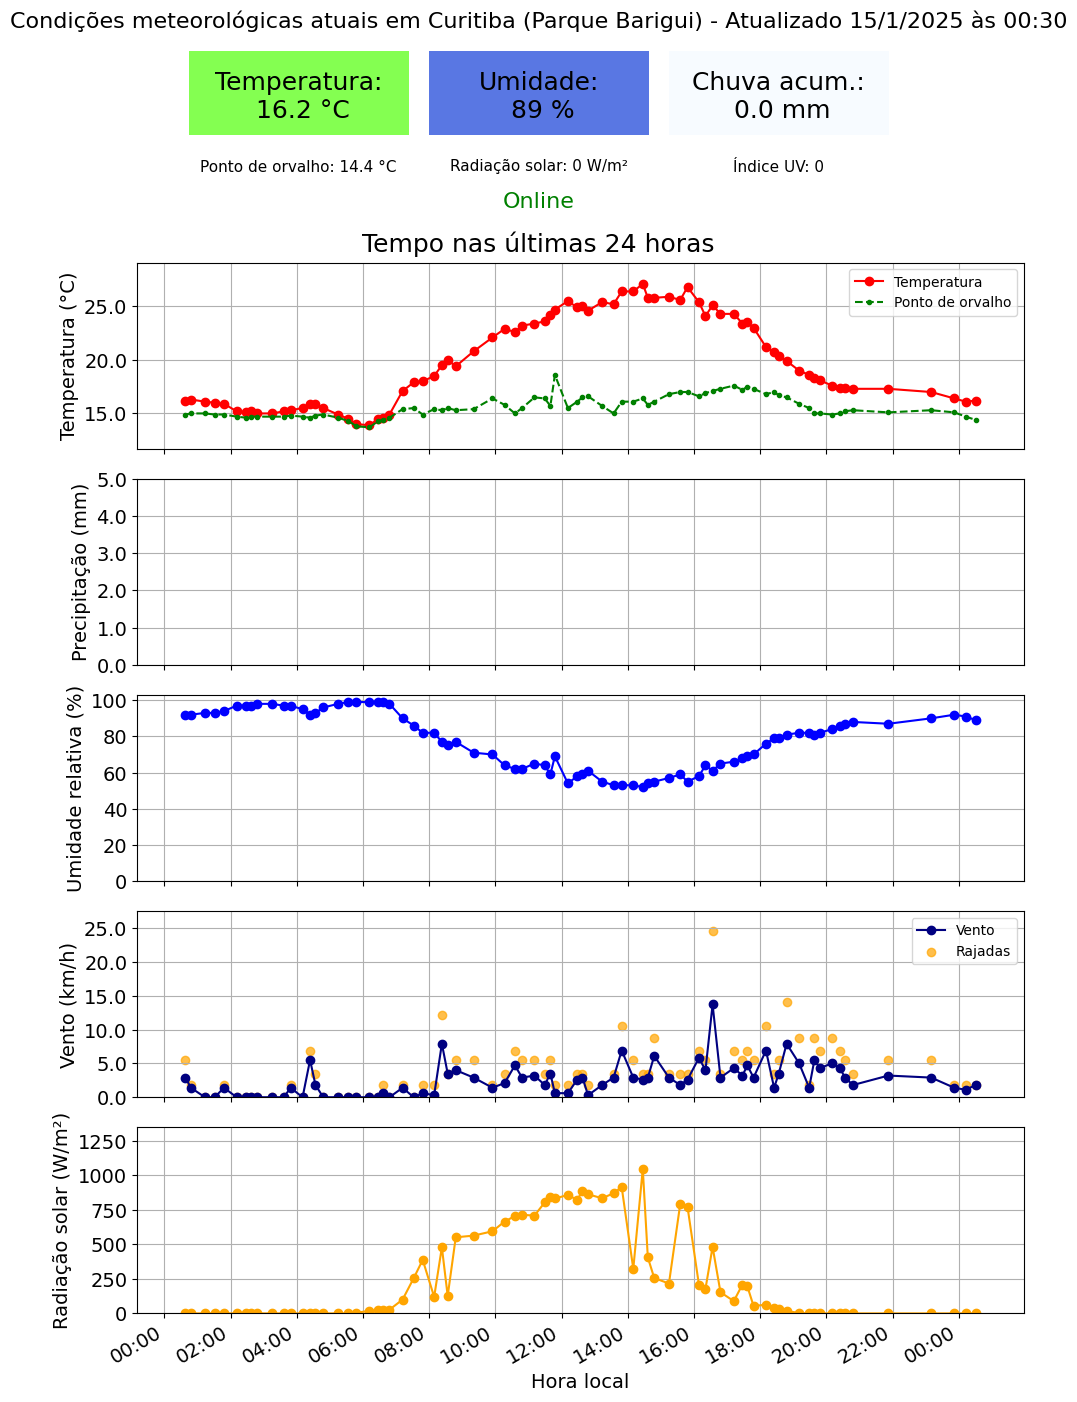 Condições meteorológicas atuais em Curitiba (Parque Barigui) - Atualizado 15/1/2025 às 00:30
Temperatura:
16.2 °C
Umidade:
89 %
Chuva acum.:
0.0 mm
Ponto de orvalho: 14.4 °C
Radiação solar: 0 W/m²
Índice UV: 0
Online
Tempo nas últimas 24 horas
Temperatura (°C)
25.0
20.0
15.0
Temperatura
Ponto de orvalho
Precipitação (mm)
5.0
4.0
3.0
2.0
1.0
0.0
Umidade relativa (%)
100
80
60
40
20
0
Vento (km/h)
25.0
20.0
15.0
10.0
5.0
0.0
Vento
Rajadas
Radiação solar (W/m²)
1250
1000
750
500
250
0
00:00 02:00 04:00 06:00 08:00 10:00 12:00 14:00 16:00 18:00 20:00 22:00 00:00
Hora local